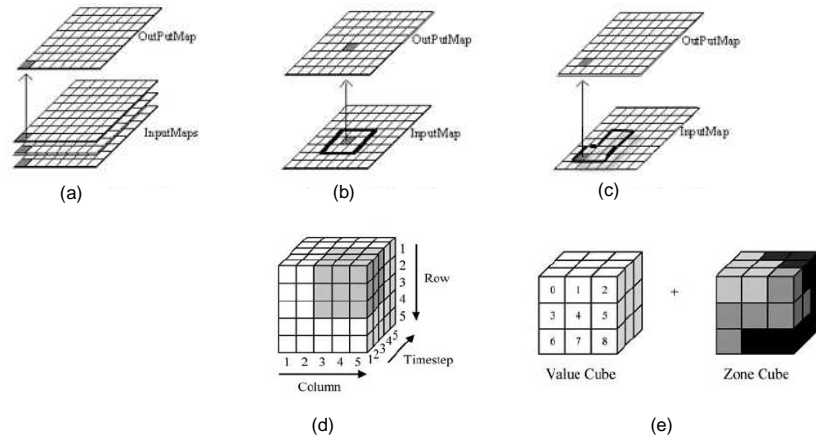 OutPutMap
InputMaps
(a)
OutPutMap
InputMap
(b)
OutPutMap
InputMap
(c)
1
2
3
4
5
Row
1 2 3 4 5
1 2 3 4 5
Timestep
Column
(d)
0 1 2
3 4 5
6 7 8
+
Value Cube
Zone Cube
(e)